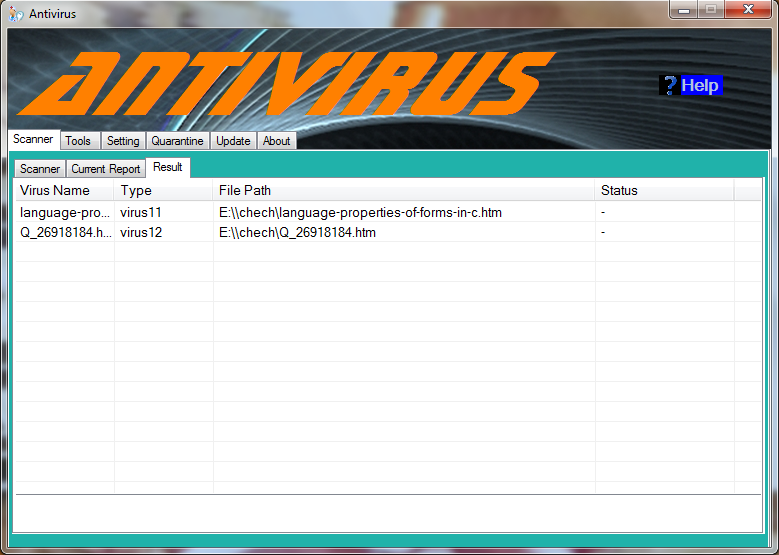 Antivirus
ANTIVIRUS
? Help
Scanner Tools Setting Quarantine Update About
Scanner Current Report Result
Virus Name Type File Path Status
language-pro... virus11 E:\\chech\language-properties-of-forms-in-c.htm -
Q_26918184.h... virus12 E:\\chech\Q_26918184.htm -